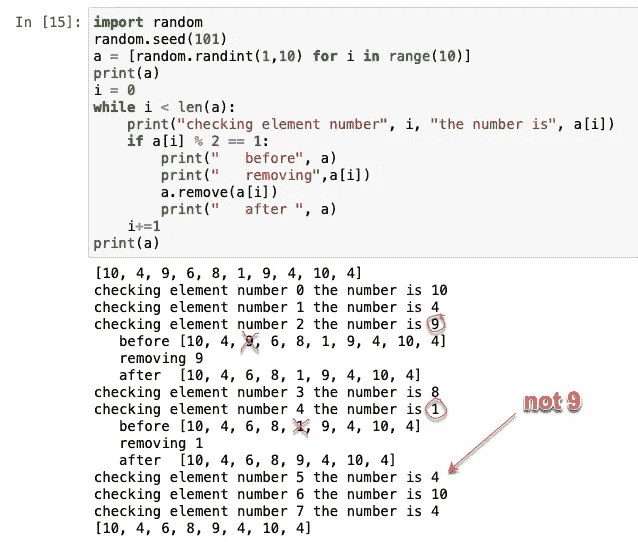 In [15]: import random
random.seed(101)
a = [random.randint(1,10) for i in range(10)]
print(a)
i = 0
while i < len(a):
    print("checking element number", i, "the number is", a[i])
    if a[i] % 2 == 1:
        print("   before", a)
        print("   removing",a[i])
        a.remove(a[i])
        print("   after ", a)
    i+=1
print(a)
[10, 4, 9, 6, 8, 1, 9, 4, 10, 4]
checking element number 0 the number is 10
checking element number 1 the number is 4
checking element number 2 the number is 9
   before [10, 4, 9, 6, 8, 1, 9, 4, 10, 4]
   removing 9
   after  [10, 4, 6, 8, 1, 9, 4, 10, 4]
checking element number 3 the number is 8
checking element number 4 the number is 1
   before [10, 4, 6, 8, 1, 9, 4, 10, 4]
   removing 1
   after  [10, 4, 6, 8, 9, 4, 10, 4]
not 9
checking element number 5 the number is 4
checking element number 6 the number is 10
checking element number 7 the number is 4
[10, 4, 6, 8, 9, 4, 10, 4]